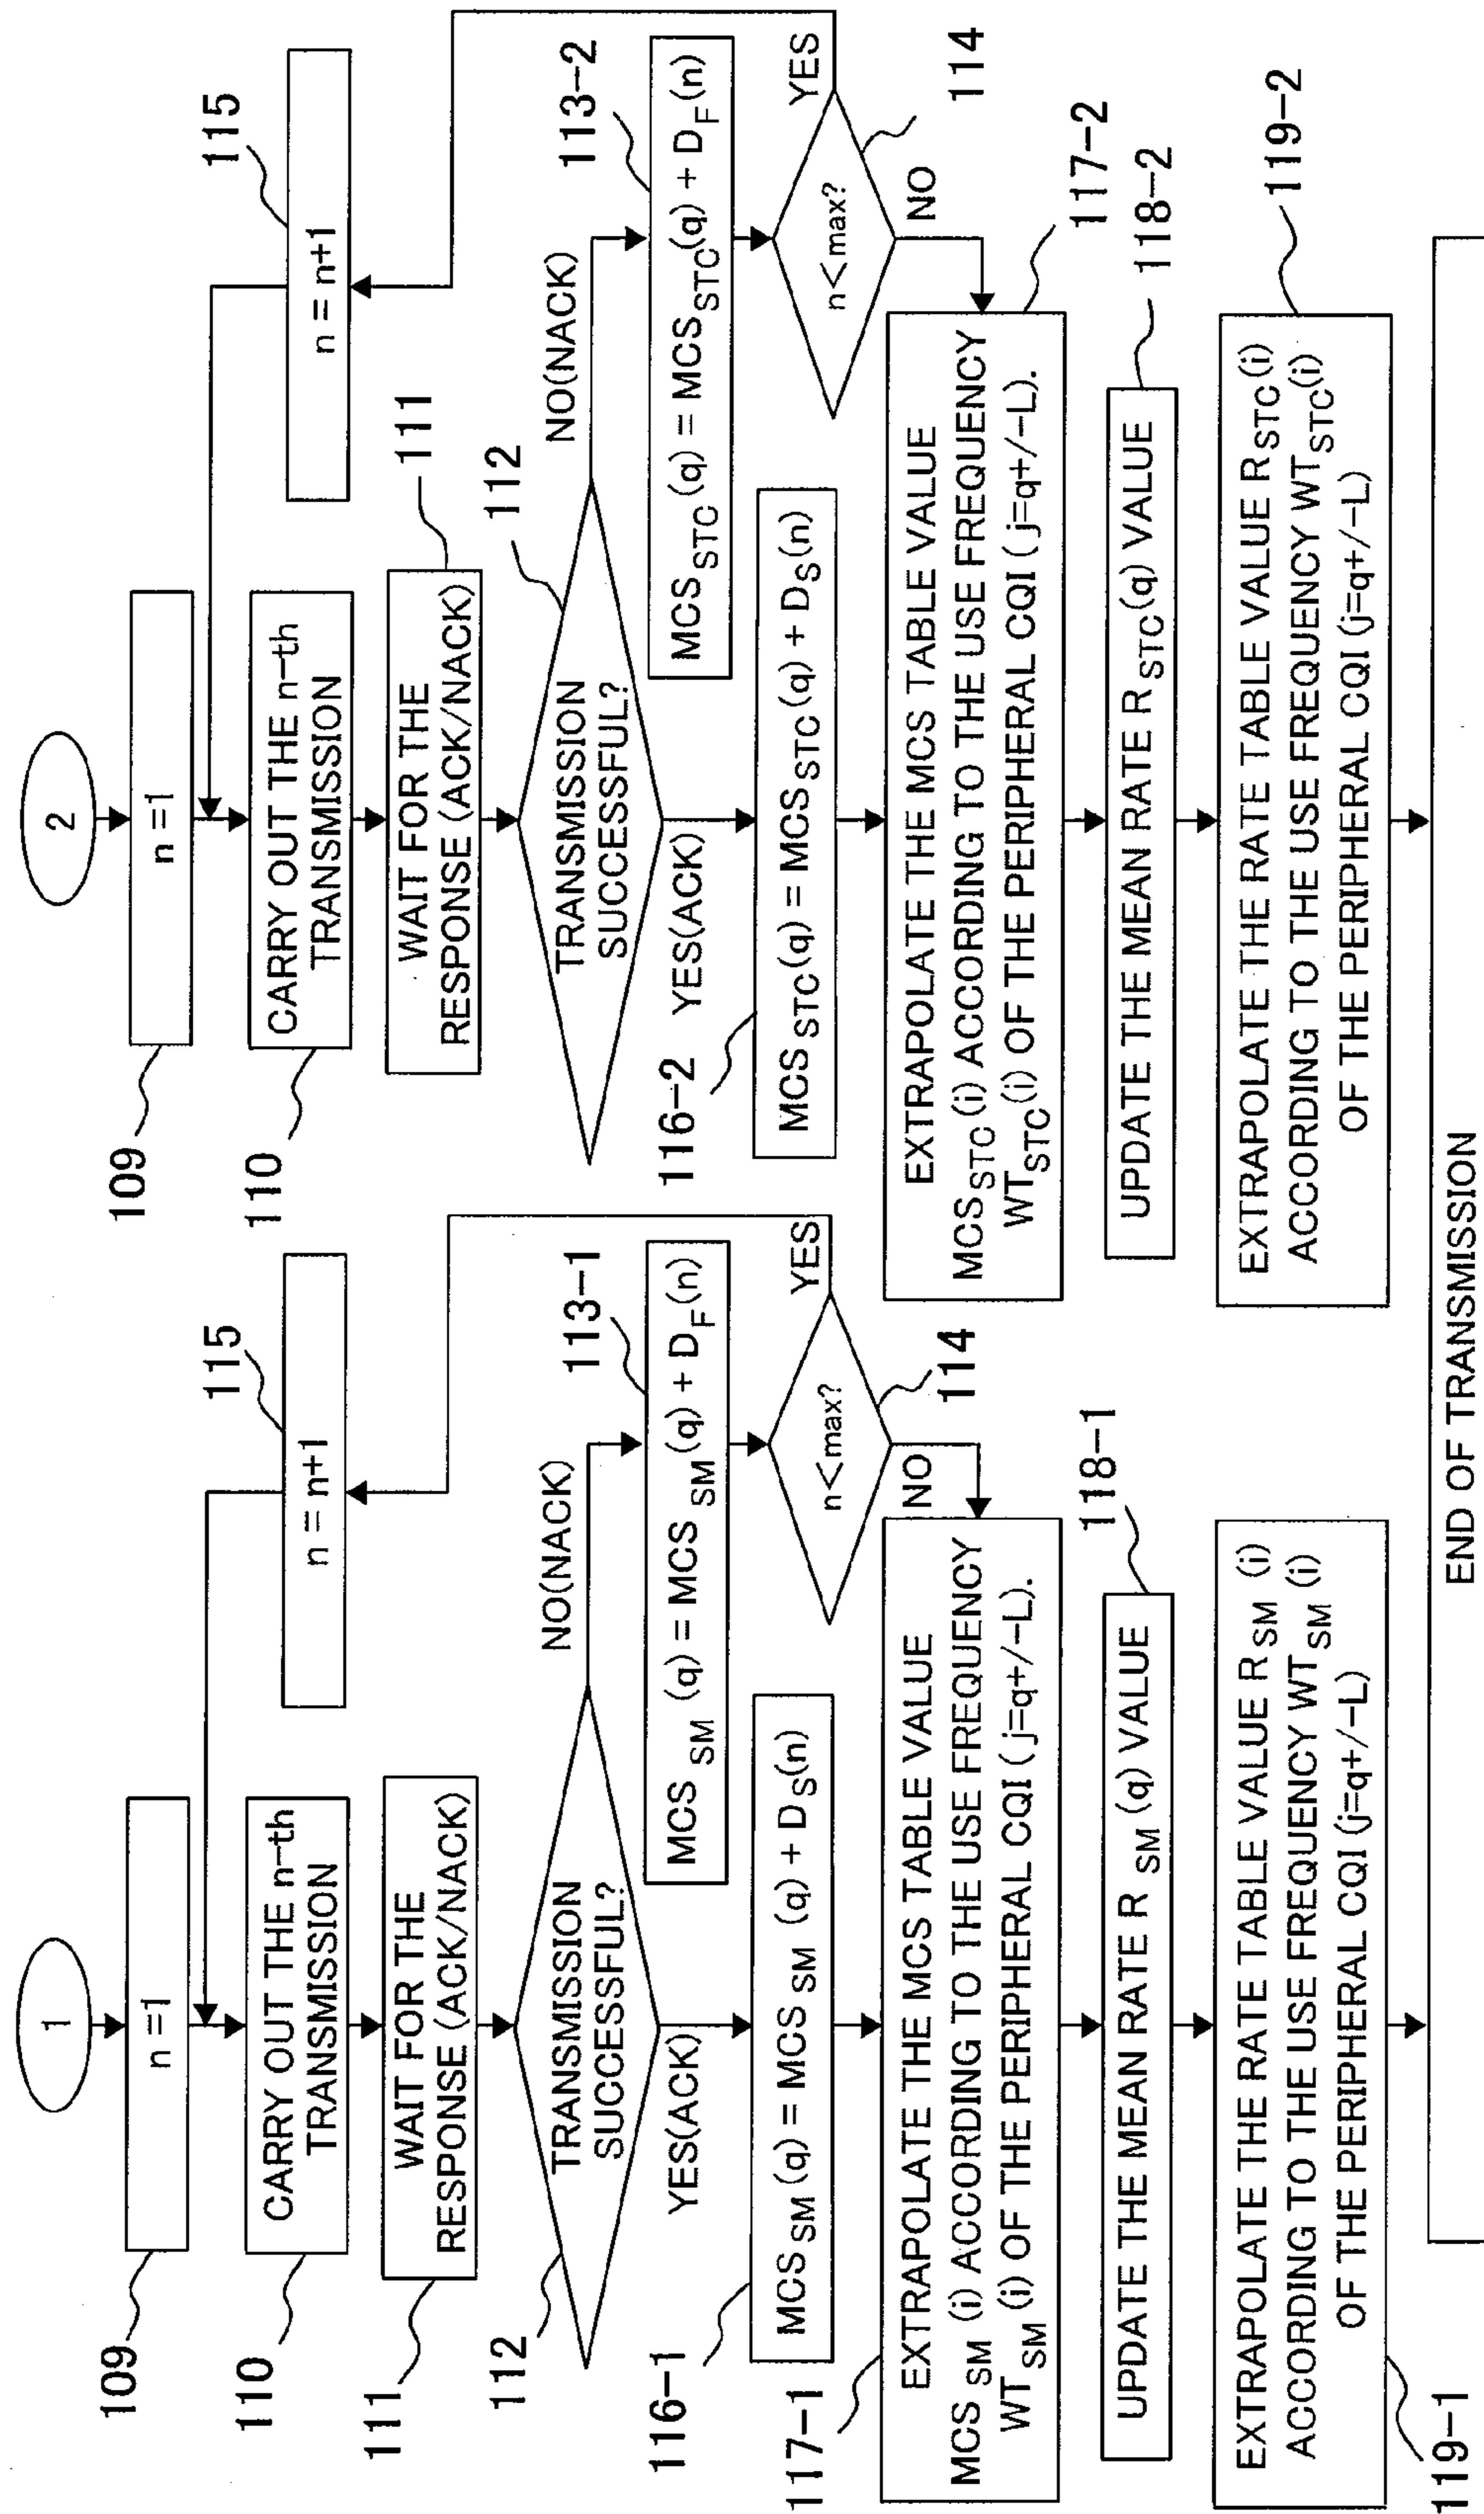 1
109
n=1
115
n=n+1
110
CARRY OUT THE n-th
TRANSMISSION
111
WAIT FOR THE
RESPONSE (ACK/NACK)
112
TRANSMISSION
SUCCESSFUL?
NO(NACK)
113-1
MCS SM (q) = MCS SM (q) + DF(n)
YES(ACK)
n<max?
YES
114
NO
116-1
MCS SM (q) = MCS SM (q) + DS(n)
117-1
EXTRAPOLATE THE MCS TABLE VALUE
MCS SM (i) ACCORDING TO THE USE FREQUENCY
WT SM (i) OF THE PERIPHERAL CQI (j=q+/-L).
118-1
UPDATE THE MEAN RATE R SM (q) VALUE
EXTRAPOLATE THE RATE TABLE VALUE R SM (i)
ACCORDING TO THE USE FREQUENCY WT SM (i)
OF THE PERIPHERAL CQI (j=q+/-L)
119-1
2
109
n=1
115
n=n+1
110
CARRY OUT THE n-th
TRANSMISSION
WAIT FOR THE
RESPONSE (ACK/NACK)
111
112
TRANSMISSION
SUCCESSFUL?
NO(NACK)
113-2
MCS STC (q) = MCS STC (q) + DF(n)
YES(ACK)
n<max?
YES
114
NO
116-2
MCS STC (q) = MCS STC (q) + DS(n)
EXTRAPOLATE THE MCS TABLE VALUE
MCS STC (i) ACCORDING TO THE USE FREQUENCY
WT STC (i) OF THE PERIPHERAL CQI (j=q+/-L).
117-2
118-2
UPDATE THE MEAN RATE R STC (q) VALUE
119-2
EXTRAPOLATE THE RATE TABLE VALUE R STC (i)
ACCORDING TO THE USE FREQUENCY WT STC (i)
OF THE PERIPHERAL CQI (j=q+/-L)
END OF TRANSMISSION